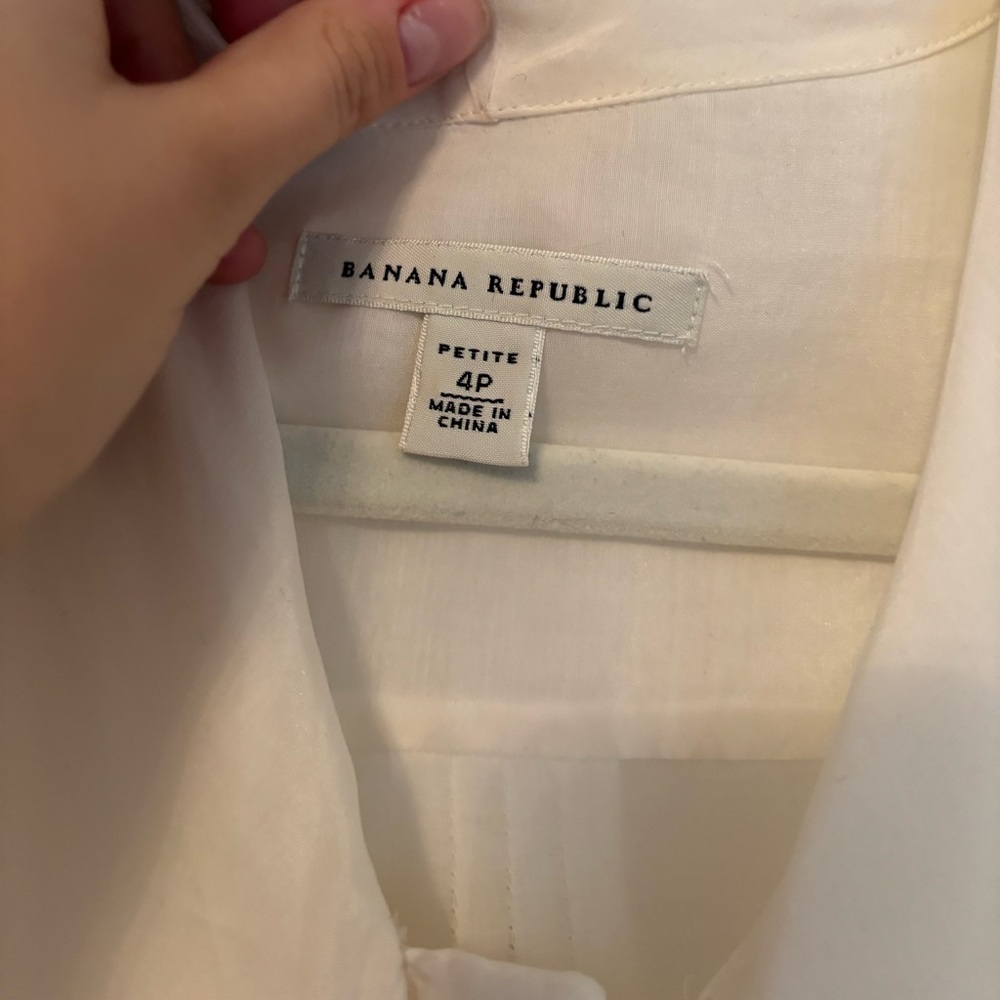 BANANA REPUBLIC
PETITE
4P
MADE IN
CHINA